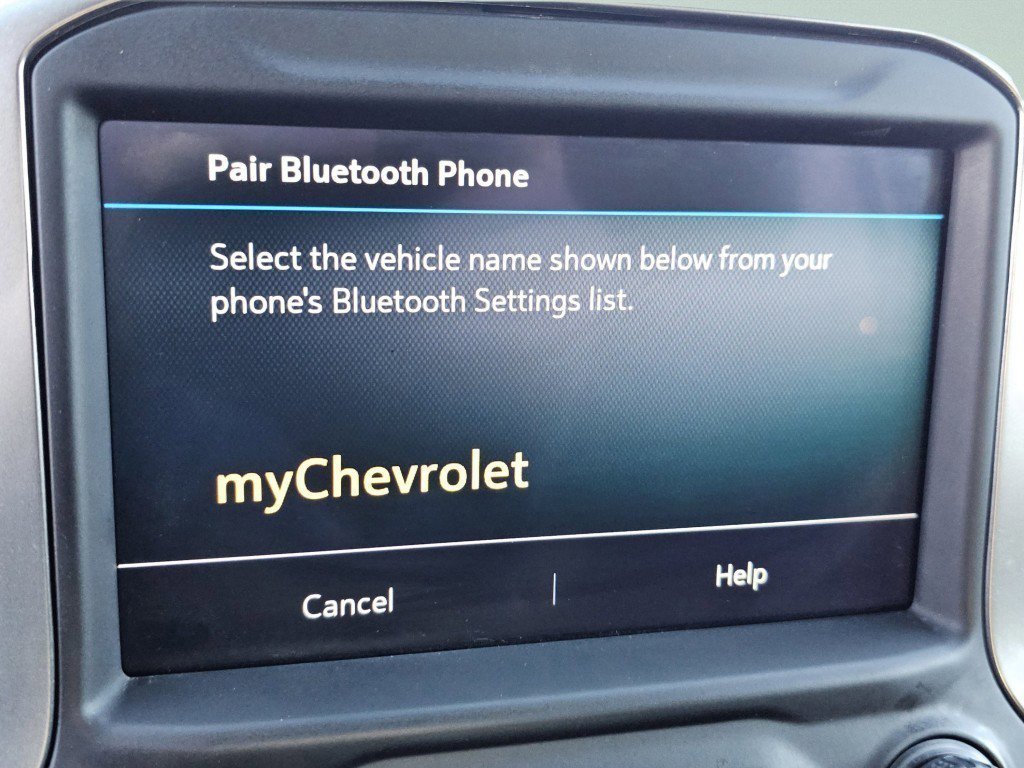 Pair Bluetooth Phone
Select the vehicle name shown below from your
phone's Bluetooth Settings list.
myChevrolet
Cancel
Help